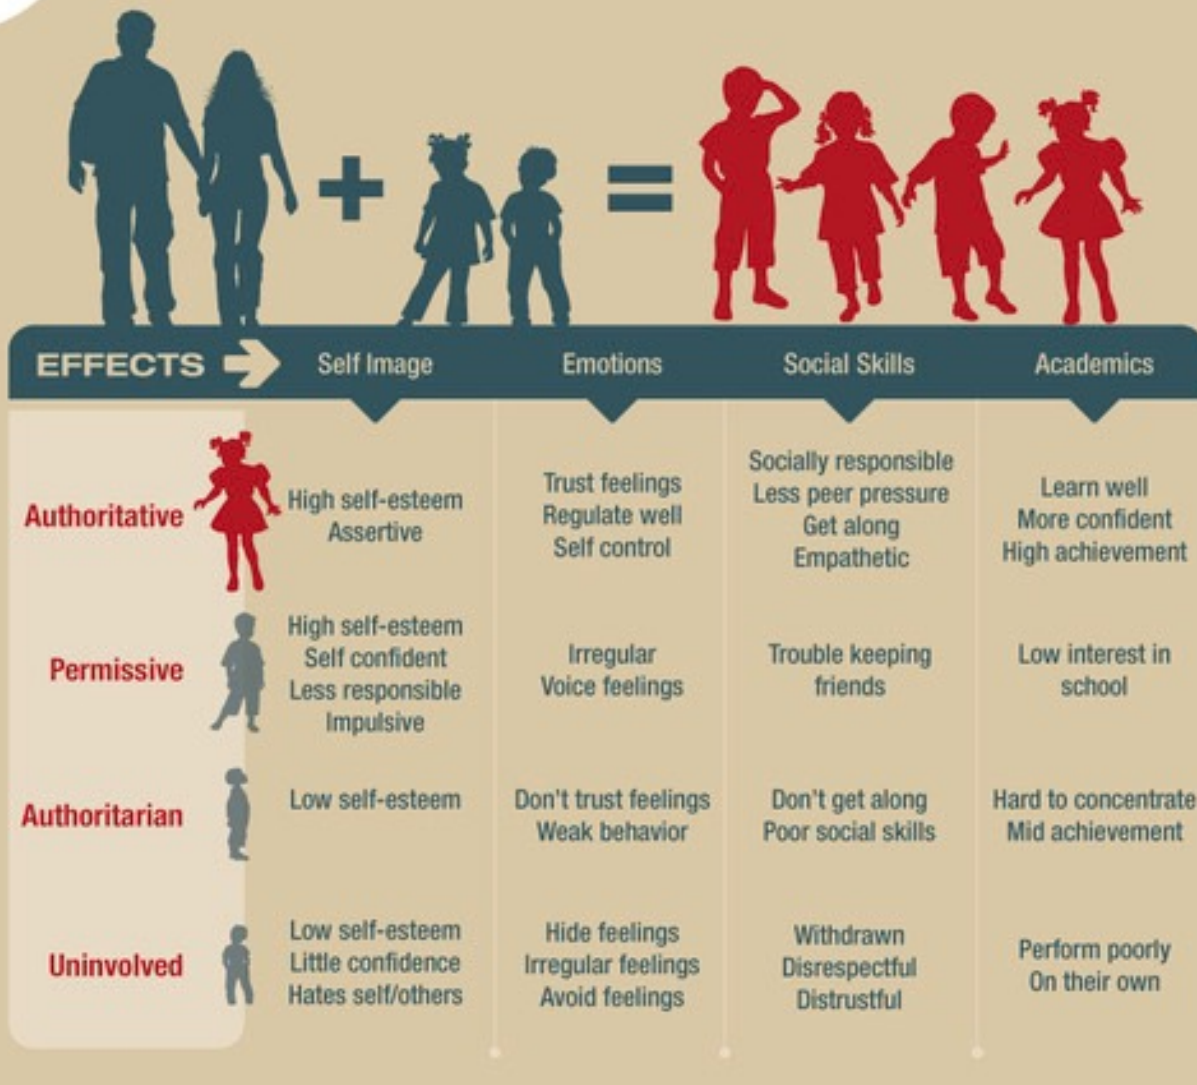 EFFECTS Self Image Emotions Social Skills Academics
Authoritative
High self-esteem
Assertive
Trust feelings
Regulate well
Self control
Socially responsible
Less peer pressure
Get along
Empathetic
Learn well
More confident
High achievement
Permissive
High self-esteem
Self confident
Less responsible
Impulsive
Irregular
Voice feelings
Trouble keeping
friends
Low interest in
school
Authoritarian
Low self-esteem
Don't trust feelings
Weak behavior
Don't get along
Poor social skills
Hard to concentrate
Mid achievement
Uninvolved
Low self-esteem
Little confidence
Hates self/others
Hide feelings
Irregular feelings
Avoid feelings
Withdrawn
Disrespectful
Distrustful
Perform poorly
On their own